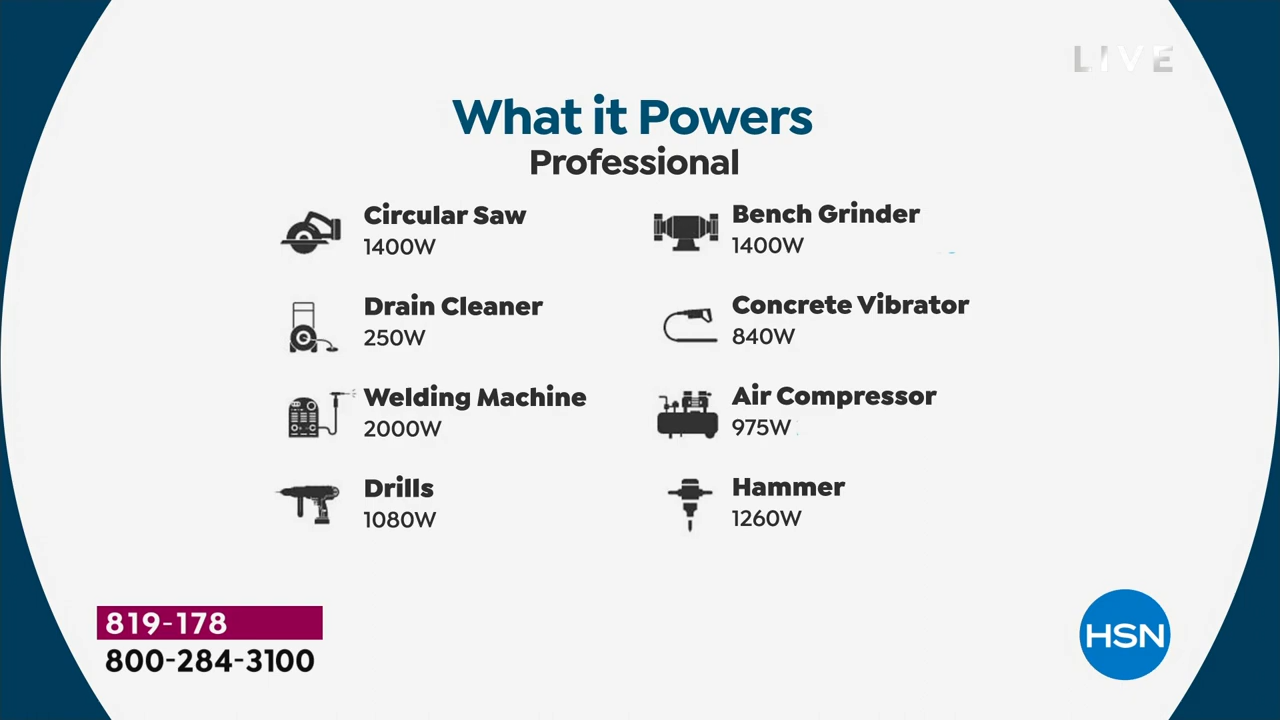 LIVE
What it Powers
Professional
Circular Saw
1400W
Bench Grinder
1400W
Drain Cleaner
250W
Concrete Vibrator
840W
Welding Machine
2000W
Air Compressor
975W
Drills
1080W
Hammer
1260W
819-178
800-284-3100
HSN